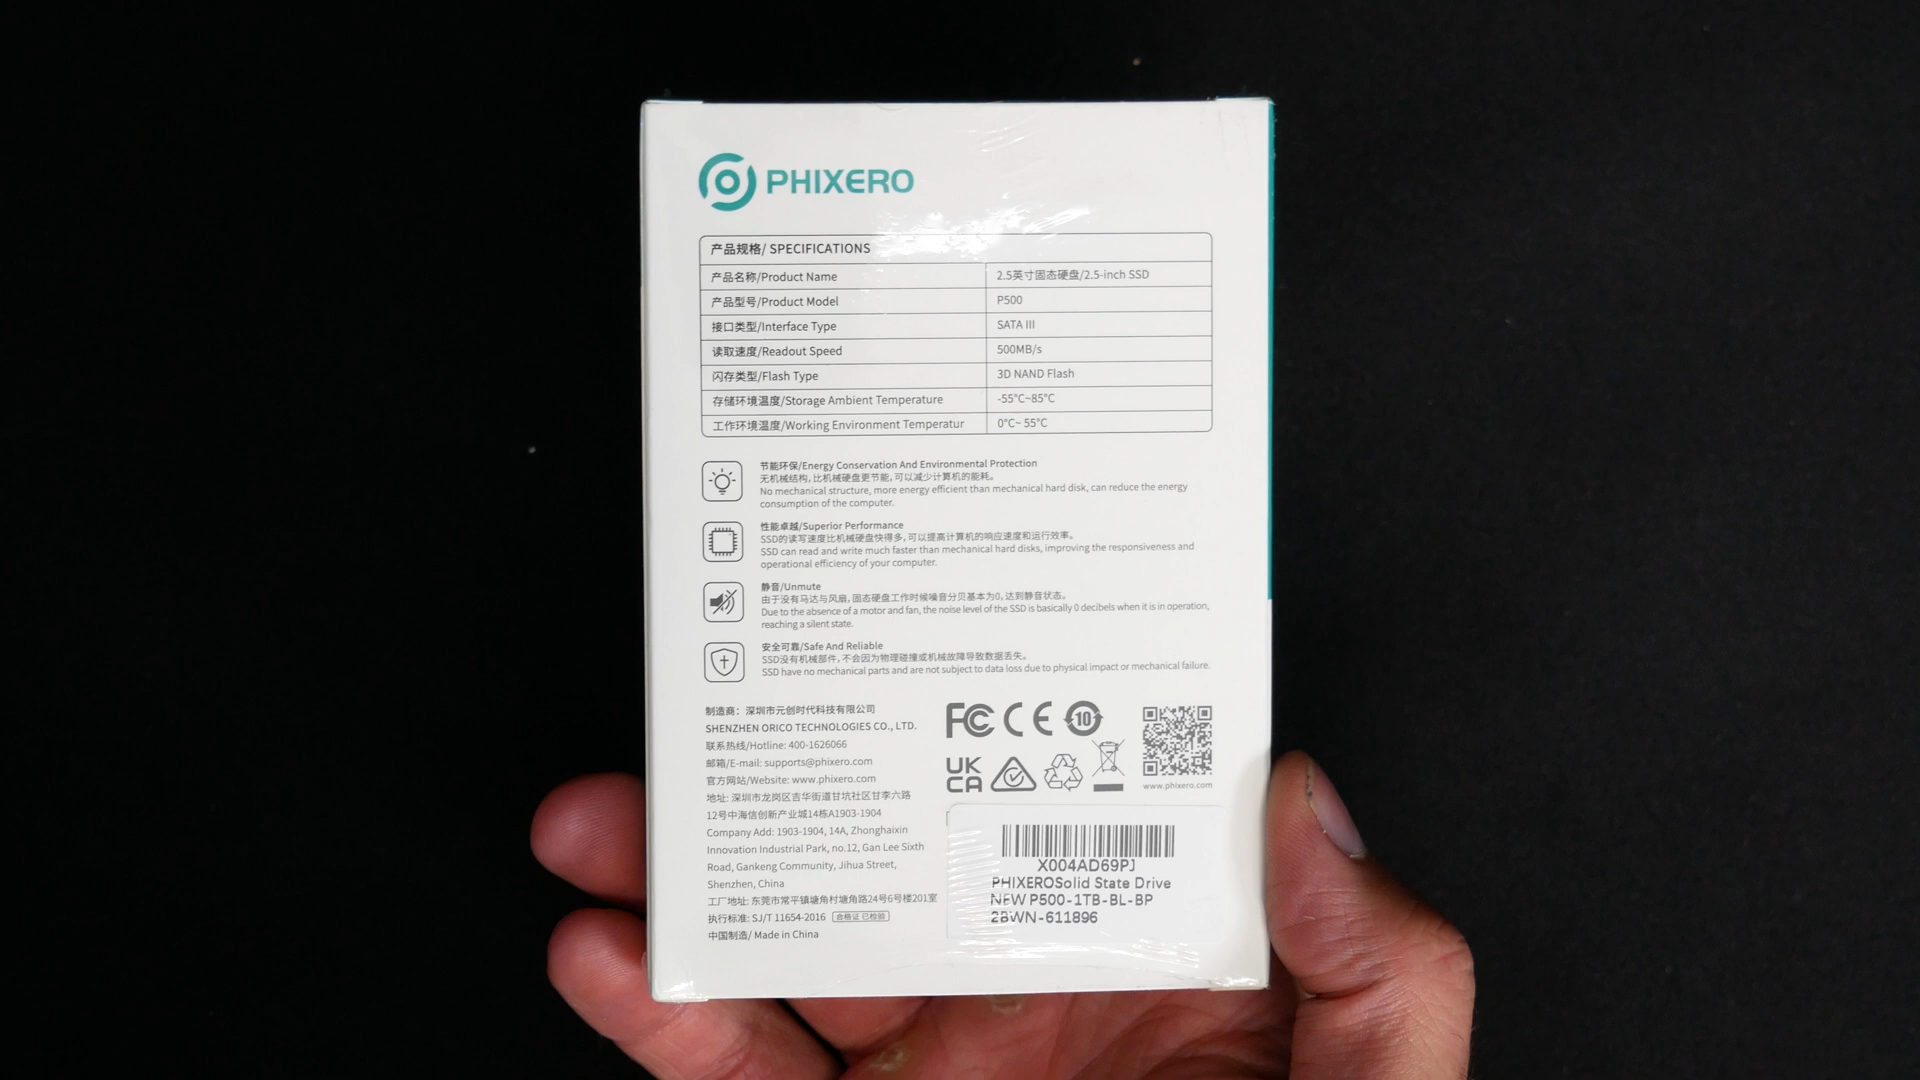 PHIXERO
产品规格/ SPECIFICATIONS
产品名称/Product Name 2.5英寸固态硬盘/2.5-inch SSD
产品型号/Product Model P500
接口类型/Interface Type SATA III
读取速度/Readout Speed 500MB/s
闪存类型/Flash Type 3D NAND Flash
存储环境温度/Storage Ambient Temperature -55°C~85°C
工作环境温度/Working Environment Temperatur 0°C~ 55°C
节能环保/Energy Conservation And Environmental Protection
无机械结构，比机械硬盘更节能，可以减少计算机的能耗。
No mechanical structure, more energy efficient than mechanical hard disk, can reduce the energy
consumption of the computer.
性能卓越/Superior Performance
SSD的读写速度比机械硬盘快得多，可以提高计算机的响应速度和运行效率。
SSD can read and write much faster than mechanical hard disks, improving the responsiveness and
operational efficiency of your computer.
静音/Unmute
由于没有马达与风扇，固态硬盘工作时候噪音分贝基本为0，达到静音状态。
Due to the absence of a motor and fan, the noise level of the SSD is basically 0 decibels when it is in operation,
reaching a silent state.
安全可靠/Safe And Reliable
SSD没有机械部件，不会因为物理碰撞或机械故障导致数据丢失。
SSD have no mechanical parts and are not subject to data loss due to physical impact or mechanical failure.
制造商：深圳市元创时代科技有限公司
SHENZHEN ORICO TECHNOLOGIES CO., LTD.
联系热线/Hotline: 400-1626066
邮箱/E-mail: supports@phixero.com
官方网站/Website: www.phixero.com
地址: 深圳市龙岗区吉华街道甘坑社区甘李六路
12号中海信创新产业城14栋A1903-1904
Company Add: 1903-1904, 14A, Zhonghaixin
Innovation Industrial Park, no.12, Gan Lee Sixth
Road, Gankeng Community, Jihua Street,
Shenzhen, China
工厂地址: 东莞市常平镇塘角村塘角路24号6号楼201室
执行标准: SJ/T 11654-2016 合格证 已检验
中国制造/ Made in China
FC CE 10
UK
CA
www.phixero.com
X004AD69PJ
PHIXEROSolid State Drive
NEW P500-1TB-BL-BP
2BWN-611896